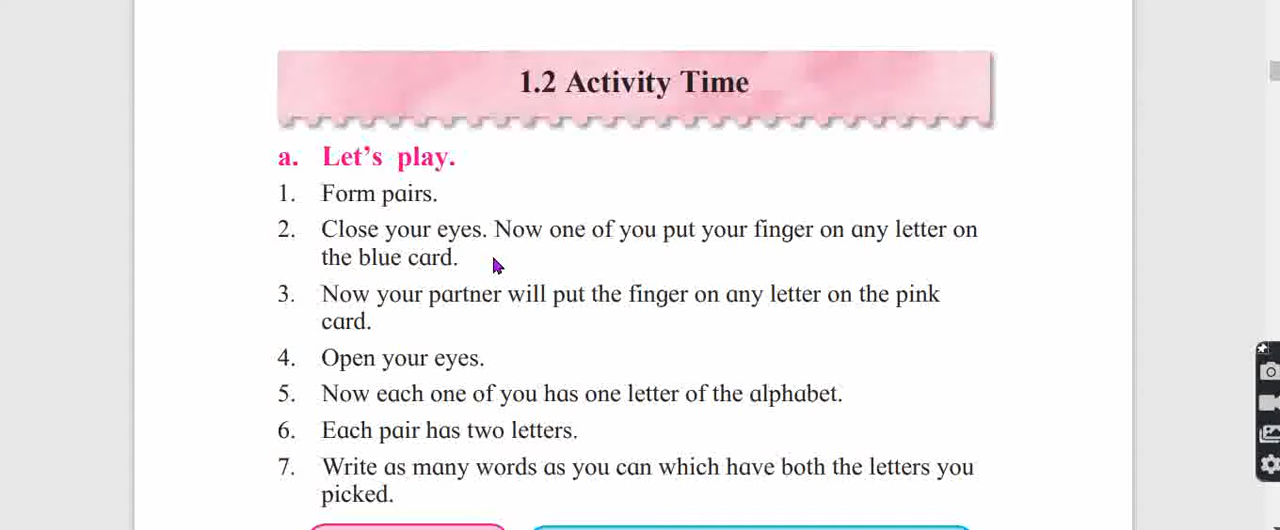 1.2 Activity Time
a. Let's play.
1. Form pairs.
2. Close your eyes. Now one of you put your finger on any letter on
the blue card.
3. Now your partner will put the finger on any letter on the pink
card.
4. Open your eyes.
5. Now each one of you has one letter of the alphabet.
6. Each pair has two letters.
7. Write as many words as you can which have both the letters you
picked.